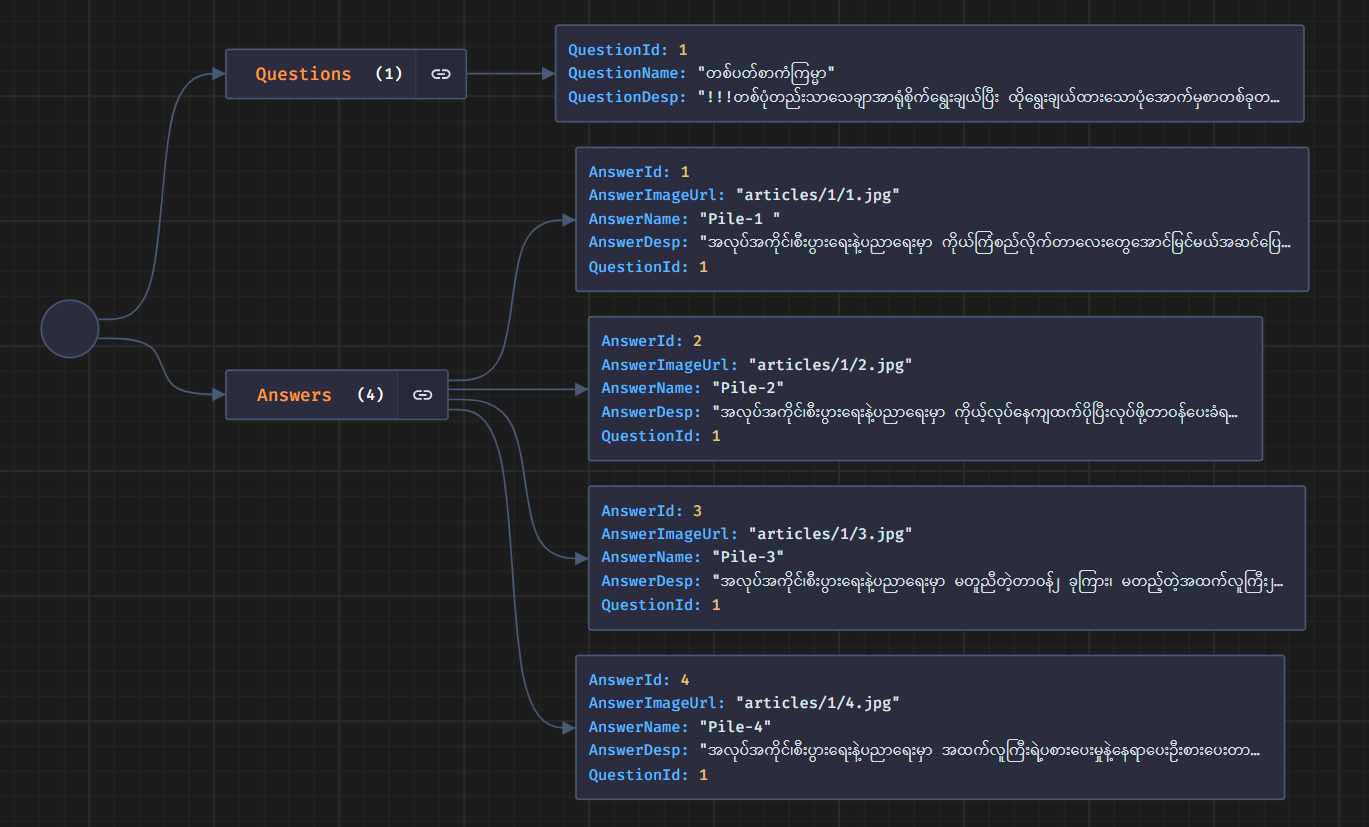 Questions (1)
QuestionId: 1
QuestionName: "တစ်ပတ်စာကံကြမ္မာ"
QuestionDesp: "!!!တစ်ပုံတည်းသာသေချာအာရုံစိုက်ရွေးချယ်ပြီး ထိုရွေးချယ်ထားသောပုံအောက်မှစာတစ်ခုတ…
AnswerId: 1
AnswerImageUrl: "articles/1/1.jpg"
AnswerName: "Pile-1 "
AnswerDesp: "အလုပ်အကိုင်၊စီးပွားရေးနဲ့ပညာရေးမှာ ကိုယ်ကြံစည်လိုက်တာလေးတွေအောင်မြင်မယ်အဆင်ပြေ…
QuestionId: 1
Answers (4)
AnswerId: 2
AnswerImageUrl: "articles/1/2.jpg"
AnswerName: "Pile-2"
AnswerDesp: "အလုပ်အကိုင်၊စီးပွားရေးနဲ့ပညာရေးမှာ ကိုယ့်လုပ်နေကျထက်ပိုပြီးလုပ်ဖို့တာဝန်ပေးခံရ…
QuestionId: 1
AnswerId: 3
AnswerImageUrl: "articles/1/3.jpg"
AnswerName: "Pile-3"
AnswerDesp: "အလုပ်အကိုင်၊စီးပွားရေးနဲ့ပညာရေးမှာ မတူညီတဲ့တာဝန်၂ ခုကြား၊ မတည့်တဲ့အထက်လူကြီး၂…
QuestionId: 1
AnswerId: 4
AnswerImageUrl: "articles/1/4.jpg"
AnswerName: "Pile-4"
AnswerDesp: "အလုပ်အကိုင်၊စီးပွားရေးနဲ့ပညာရေးမှာ အထက်လူကြီးရဲ့ပစားပေးမှုနဲ့နေရာပေးဦးစားပေးတာ…
QuestionId: 1